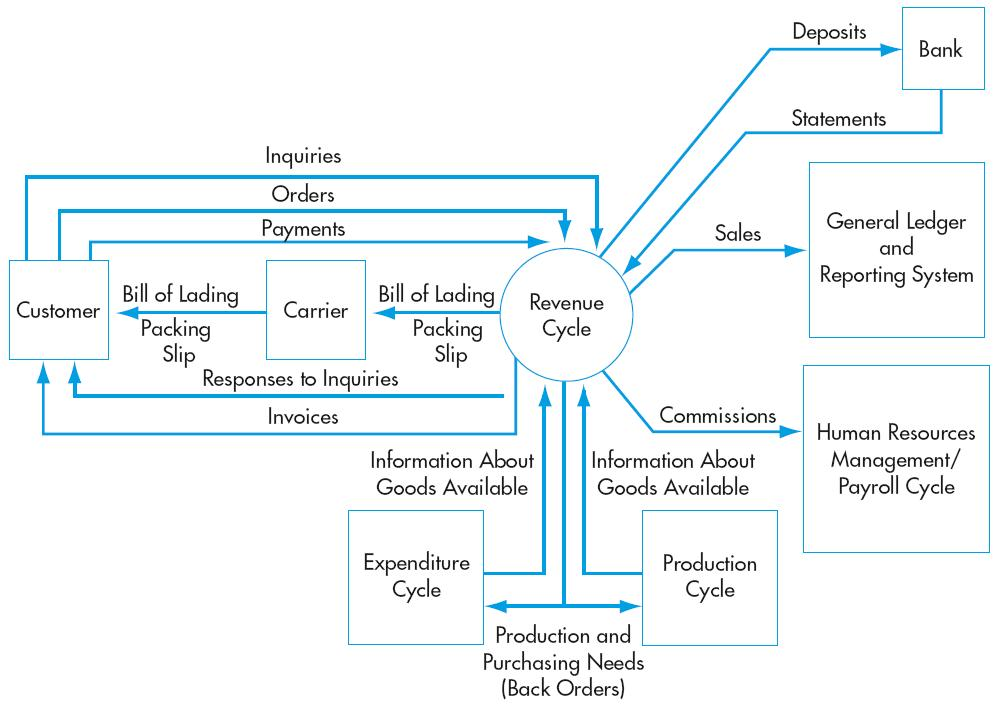 Deposits
Bank
Statements
Inquiries
Orders
Payments
Sales
General Ledger
and
Reporting System
Customer
Bill of Lading
Packing
Slip
Carrier
Bill of Lading
Packing
Slip
Revenue
Cycle
Responses to Inquiries
Invoices
Commissions
Human Resources
Management/
Payroll Cycle
Information About
Goods Available
Information About
Goods Available
Expenditure
Cycle
Production
Cycle
Production and
Purchasing Needs
(Back Orders)